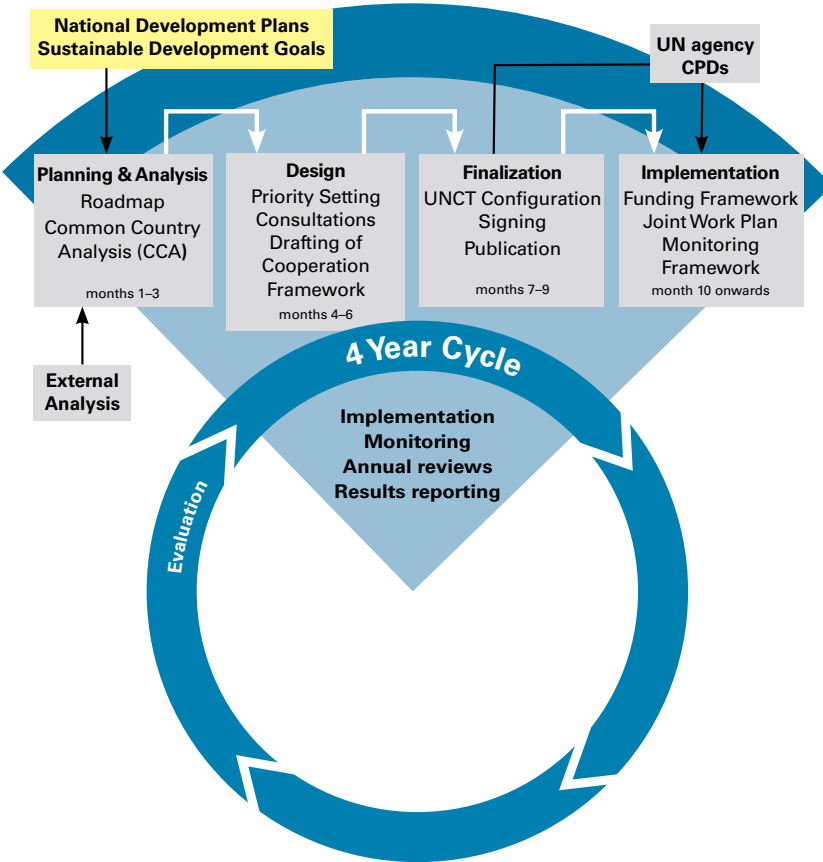 National Development Plans
Sustainable Development Goals
UN agency
CPDs
Planning & Analysis
Roadmap
Common Country
Analysis (CCA)
months 1–3
Design
Priority Setting
Consultations
Drafting of
Cooperation
Framework
months 4–6
Finalization
UNCT Configuration
Signing
Publication
months 7–9
Implementation
Funding Framework
Joint Work Plan
Monitoring
Framework
month 10 onwards
External
Analysis
4 Year Cycle
Implementation
Monitoring
Annual reviews
Results reporting
Evaluation